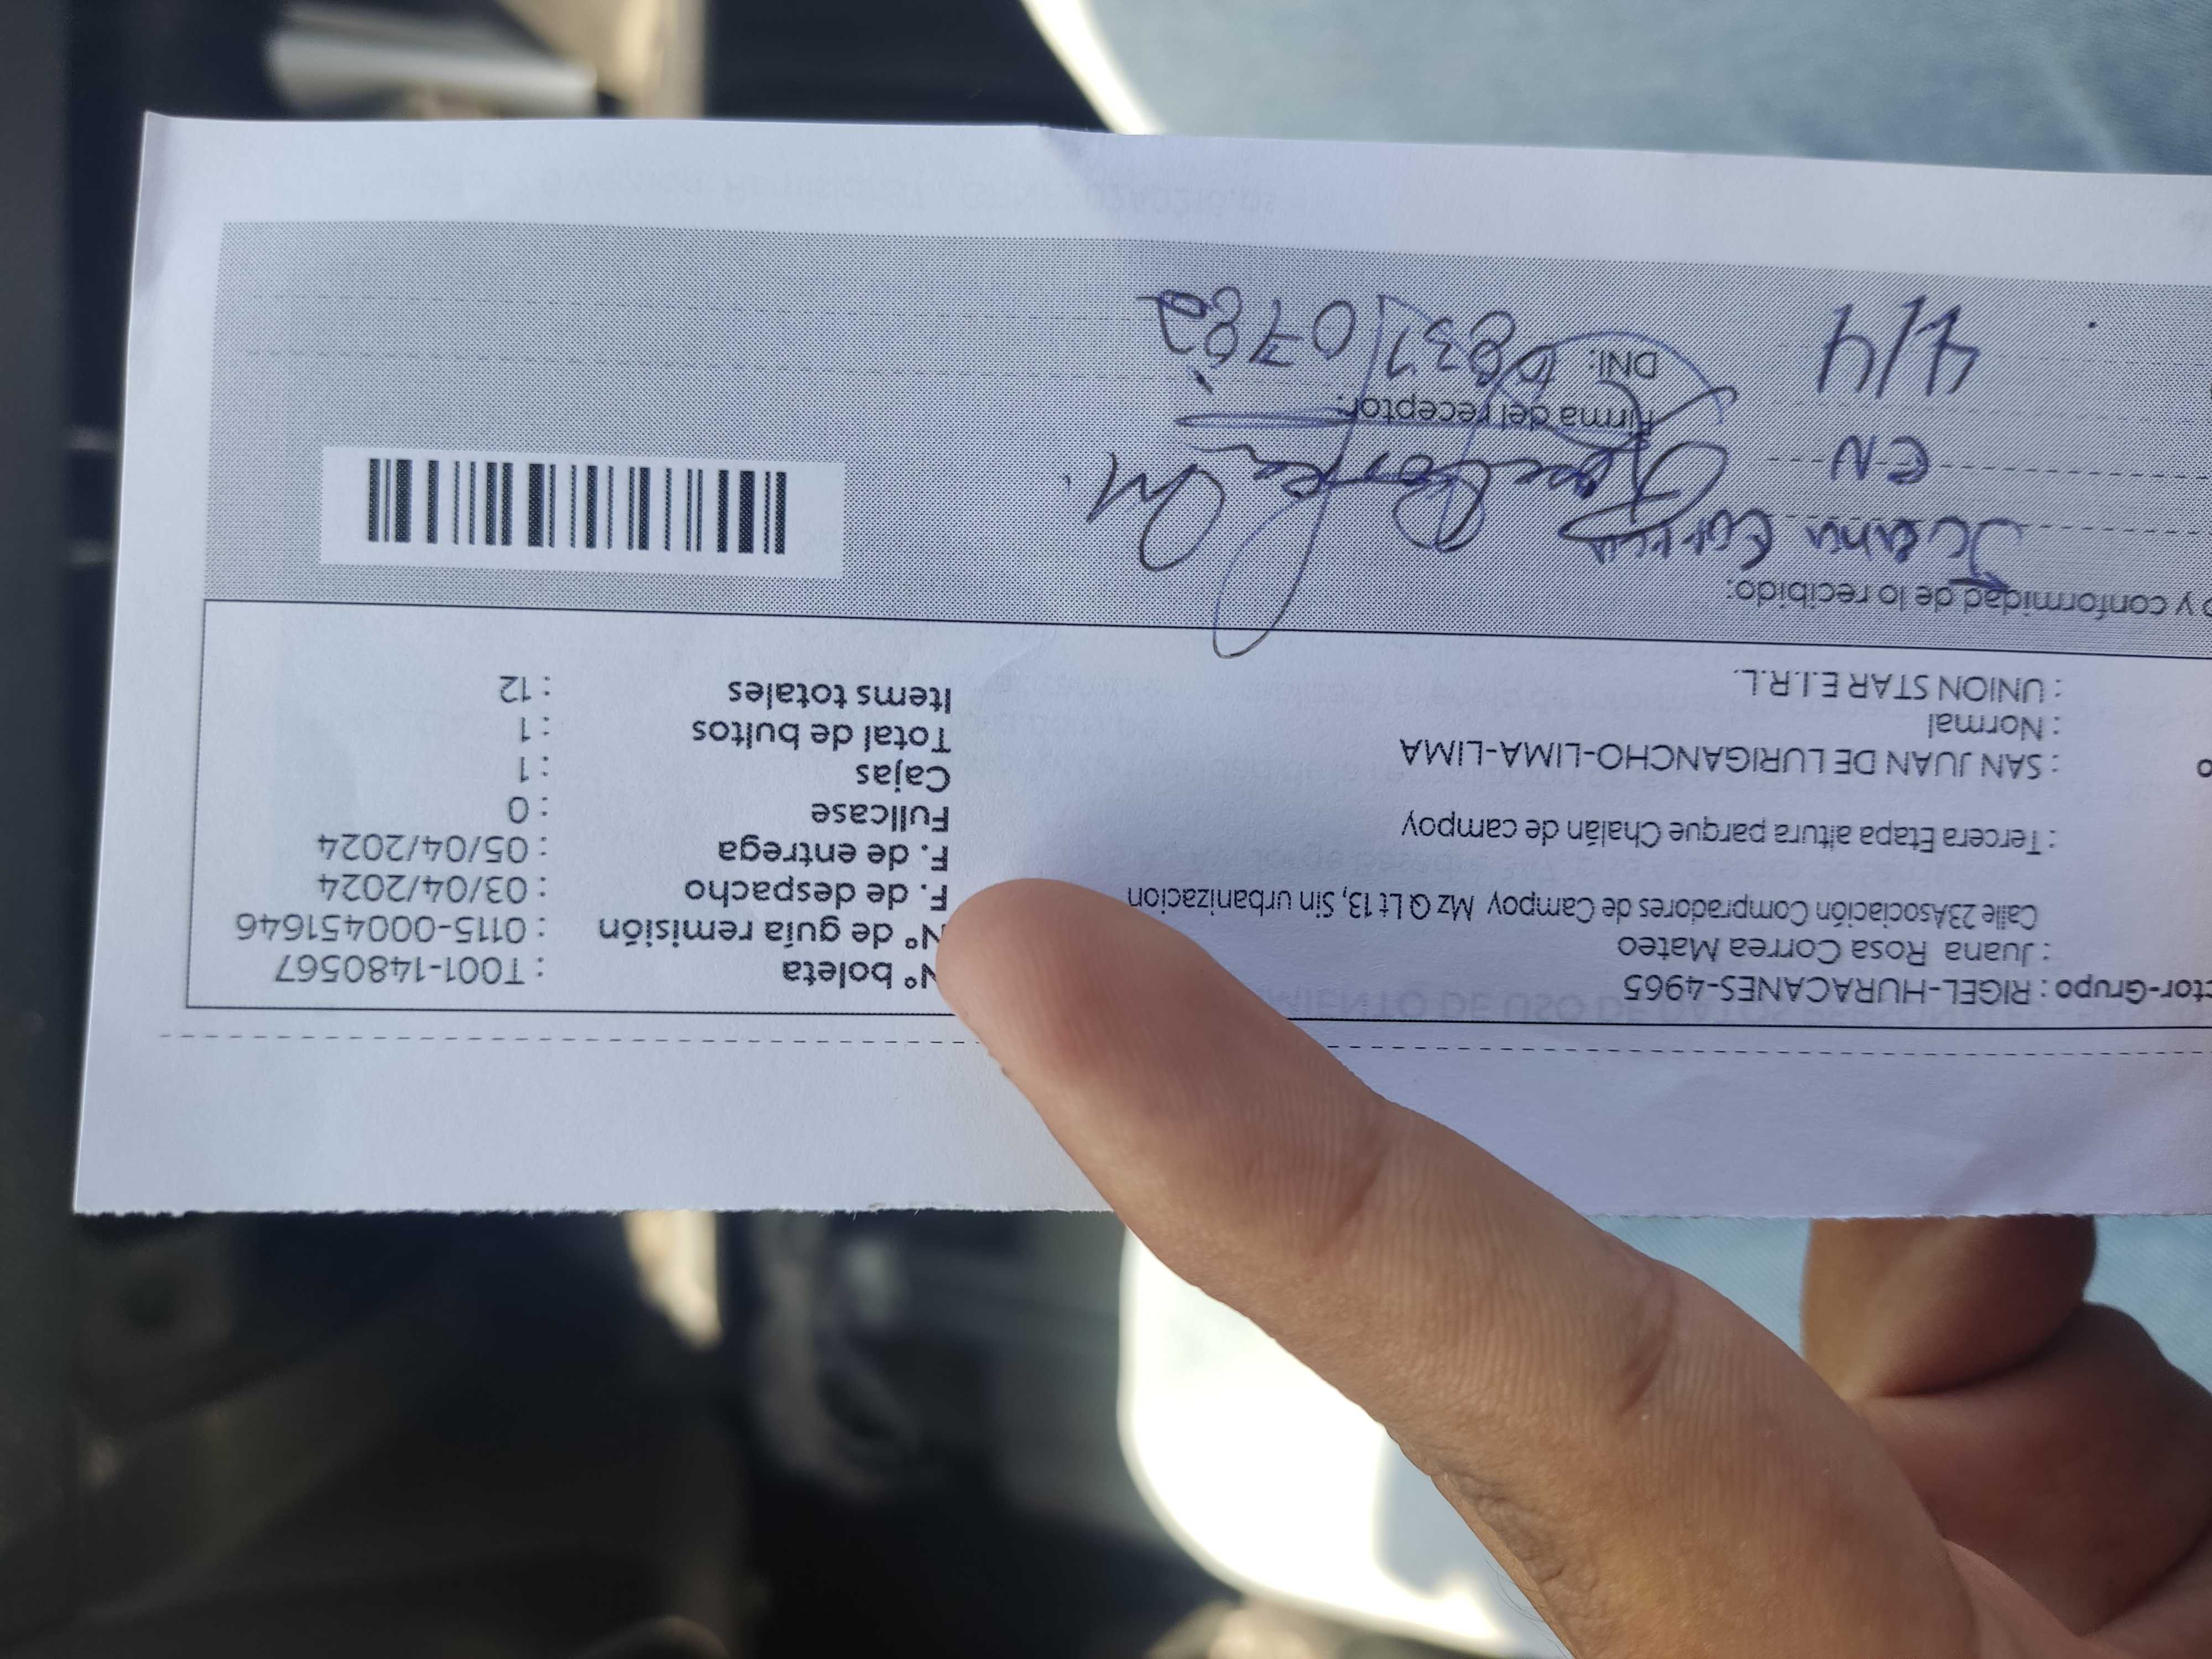 ctor-Grupo : RIGEL-HURACANES-4965
: Juana Rosa Correa Mateo
Calle 23Asociación Compradores de Campoy Mz Q Lt 13, Sin urbanizacion
: Tercera Etapa altura parque Chalán de campoy
o : SAN JUAN DE LURIGANCHO-LIMA-LIMA
: Normal
: UNION STAR E.I.R.L.
N° boleta : T001-1480567
N° de guía remisión : 0115-000451646
F. de despacho : 03/04/2024
F. de entrega : 05/04/2024
Fullcase : 0
Cajas : 1
Total de bultos : 1
Items totales : 12
o y conformidad de lo recibido:
Juana Correa
EN
4/4
Firma del receptor:
DNI: